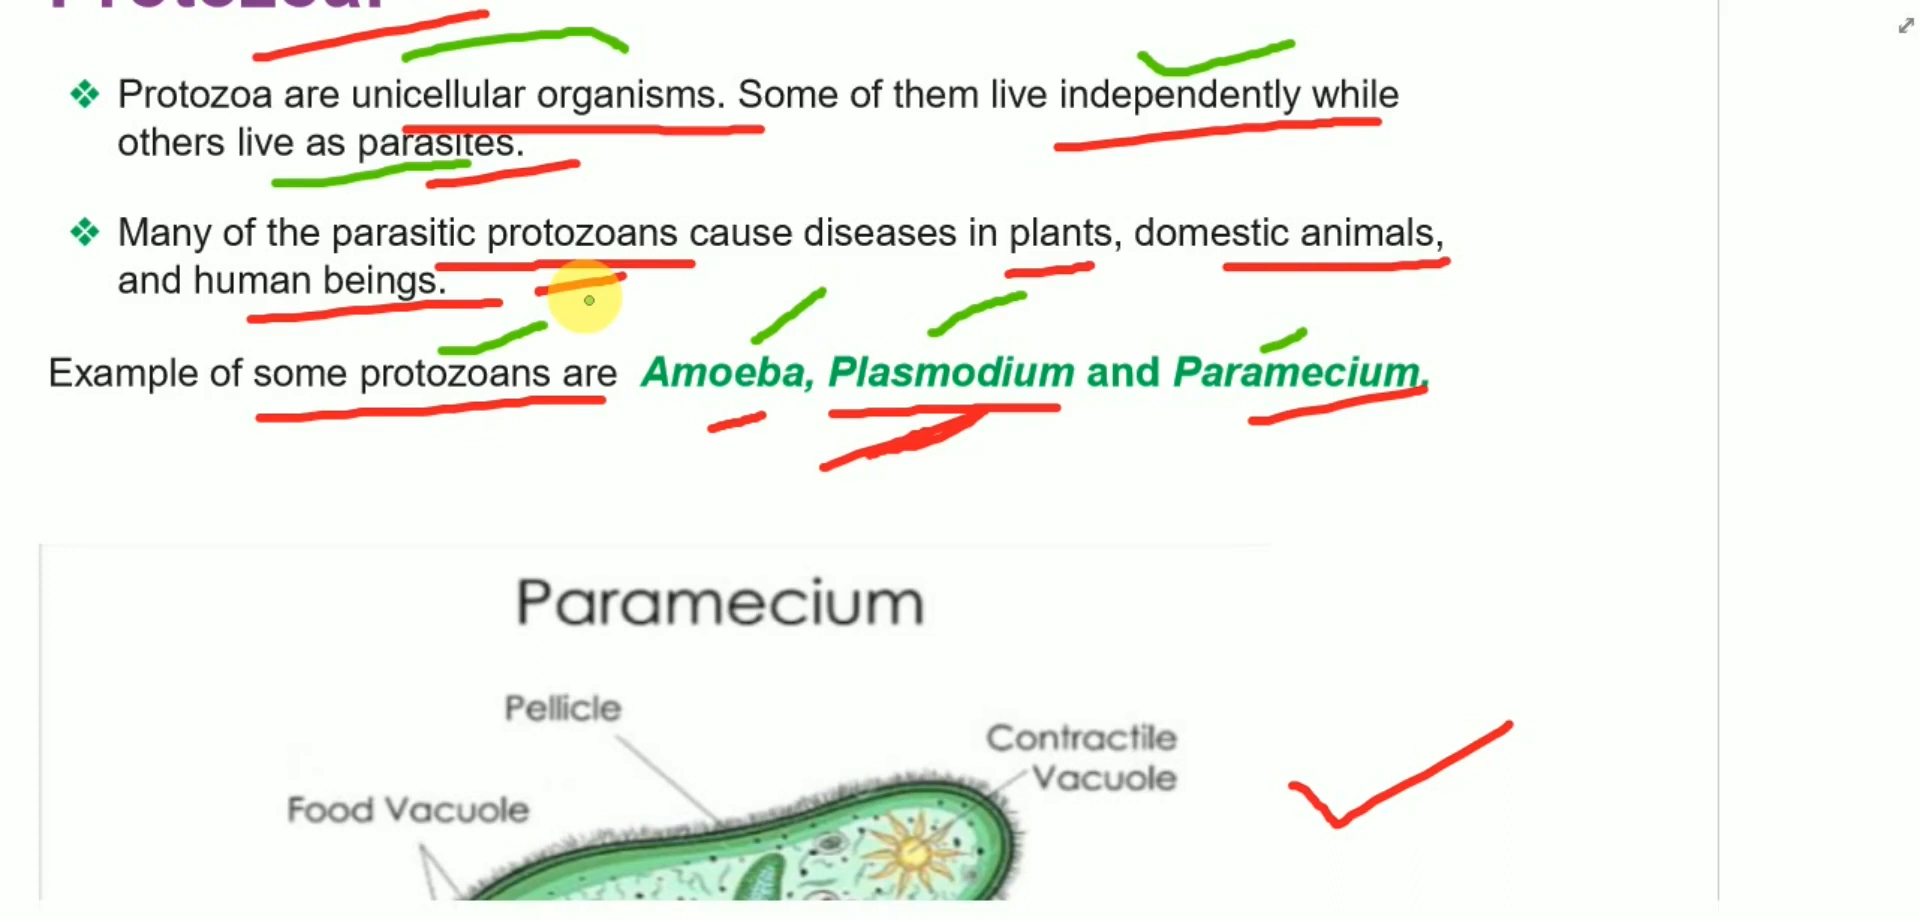 Protozoa:
Protozoa are unicellular organisms. Some of them live independently while
others live as parasites.
Many of the parasitic protozoans cause diseases in plants, domestic animals,
and human beings.
Example of some protozoans are Amoeba, Plasmodium and Paramecium.
Paramecium
Pellicle
Contractile
Vacuole
Food Vacuole